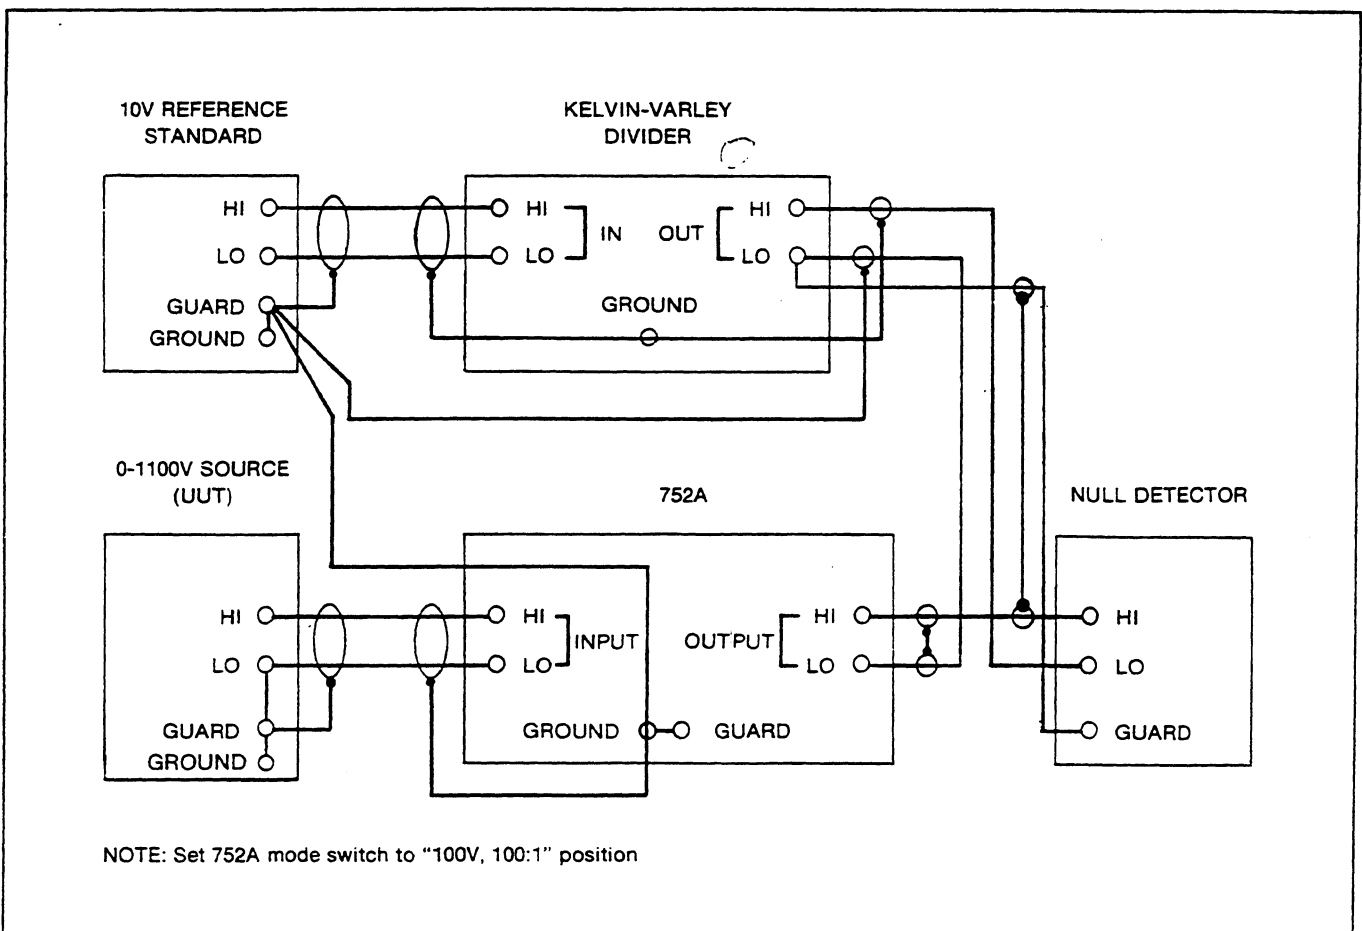 10V REFERENCE
STANDARD
KELVIN-VARLEY
DIVIDER
HI
LO
GUARD
GROUND
HI
LO
IN
OUT
HI
LO
GROUND
0-1100V SOURCE
(UUT)
752A
NULL DETECTOR
HI
LO
GUARD
GROUND
HI
LO
INPUT
OUTPUT
HI
LO
GROUND
GUARD
HI
LO
GUARD
NOTE: Set 752A mode switch to “100V, 100:1” position